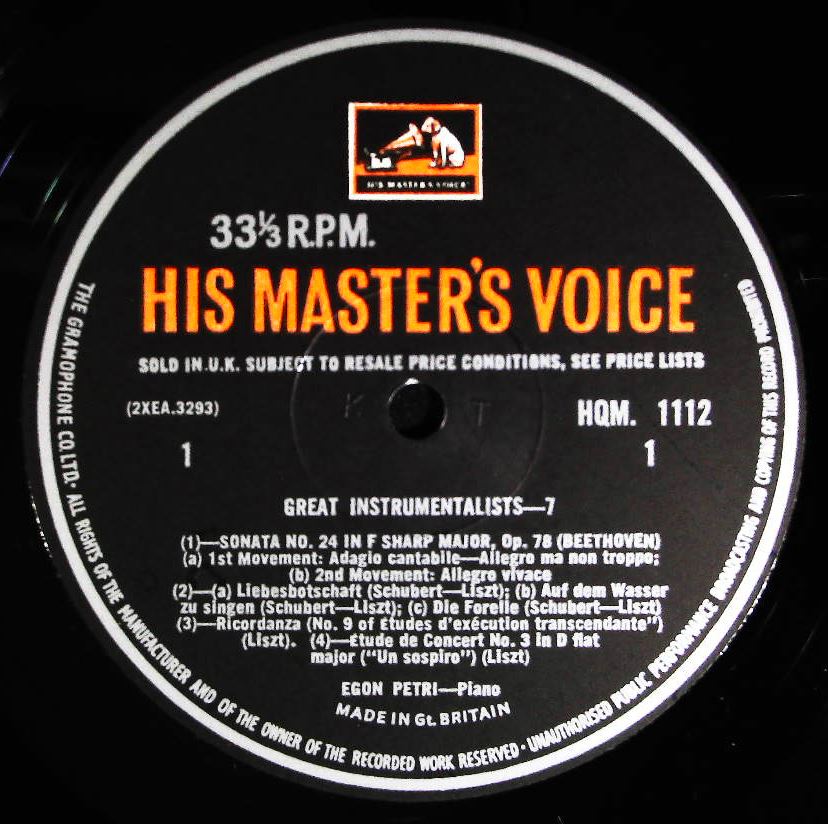 "HIS MASTER'S VOICE"
33⅓ R.P.M.
HIS MASTER'S VOICE
SOLD IN U.K. SUBJECT TO RESALE PRICE CONDITIONS, SEE PRICE LISTS
(2XEA.3293)
K T
HQM. 1112
1
1
GREAT INSTRUMENTALISTS—7
(1)—SONATA NO. 24 IN F SHARP MAJOR, Op. 78 (BEETHOVEN)
(a) 1st Movement: Adagio cantabile—Allegro ma non troppo;
(b) 2nd Movement: Allegro vivace
(2)—(a) Liebesbotschaft (Schubert—Liszt); (b) Auf dem Wasser
zu singen (Schubert—Liszt); (c) Die Forelle (Schubert—Liszt)
(3)—Ricordanza (No. 9 of Études d'exécution transcendante")
(Liszt). (4)—Étude de Concert No. 3 in D flat
major ("Un sospiro") (Liszt)
EGON PETRI—Piano
MADE IN Gt. BRITAIN
THE GRAMOPHONE CO. LTD. · ALL RIGHTS OF THE MANUFACTURER AND OF THE OWNER OF THE RECORDED WORK RESERVED · UNAUTHORISED PUBLIC PERFORMANCE BROADCASTING AND COPYING OF THIS RECORD PROHIBITED